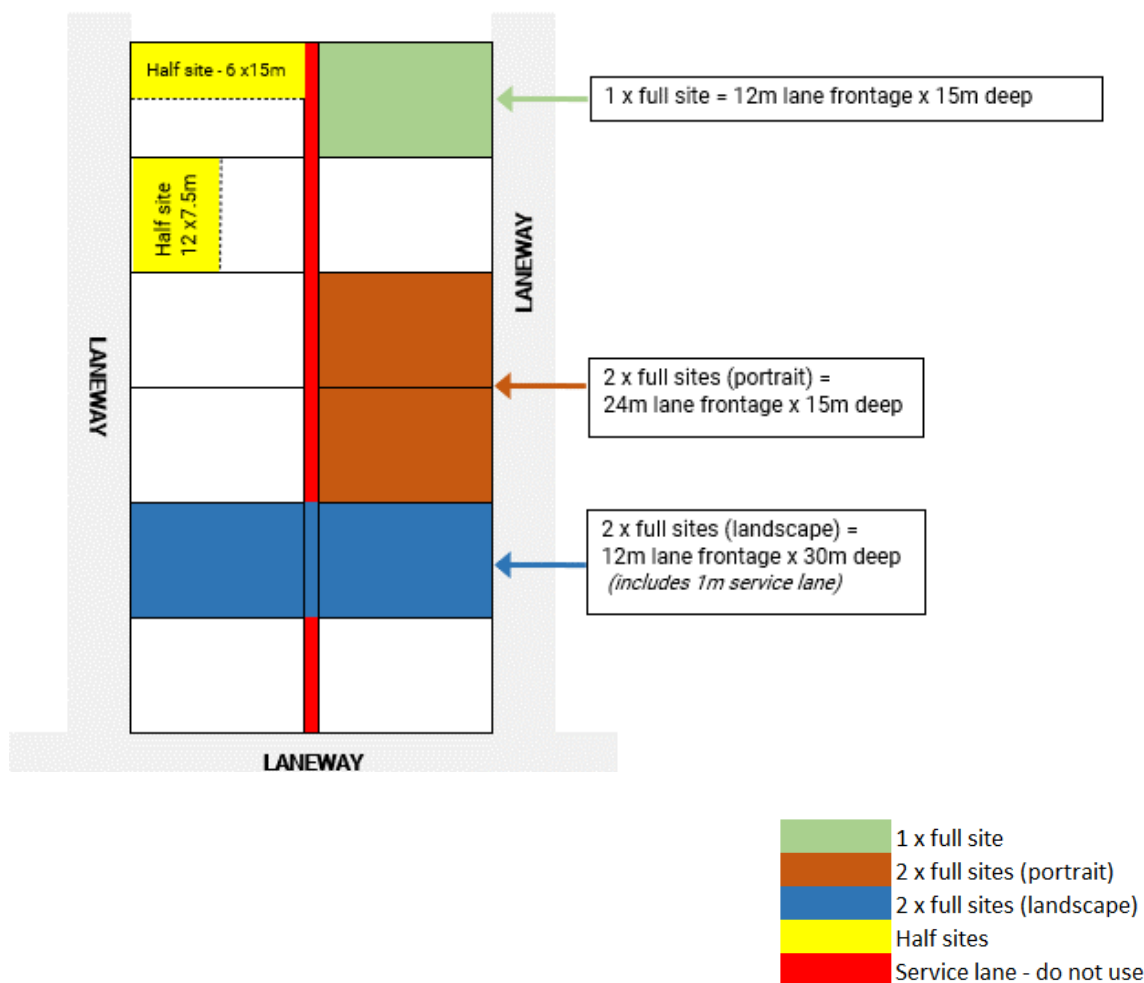 Half site - 6 x15m
1 x full site = 12m lane frontage x 15m deep
Half site
12 x7.5m
LANEWAY
LANEWAY
2 x full sites (portrait) =
24m lane frontage x 15m deep
2 x full sites (landscape) =
12m lane frontage x 30m deep
(includes 1m service lane)
LANEWAY
1 x full site
2 x full sites (portrait)
2 x full sites (landscape)
Half sites
Service lane - do not use